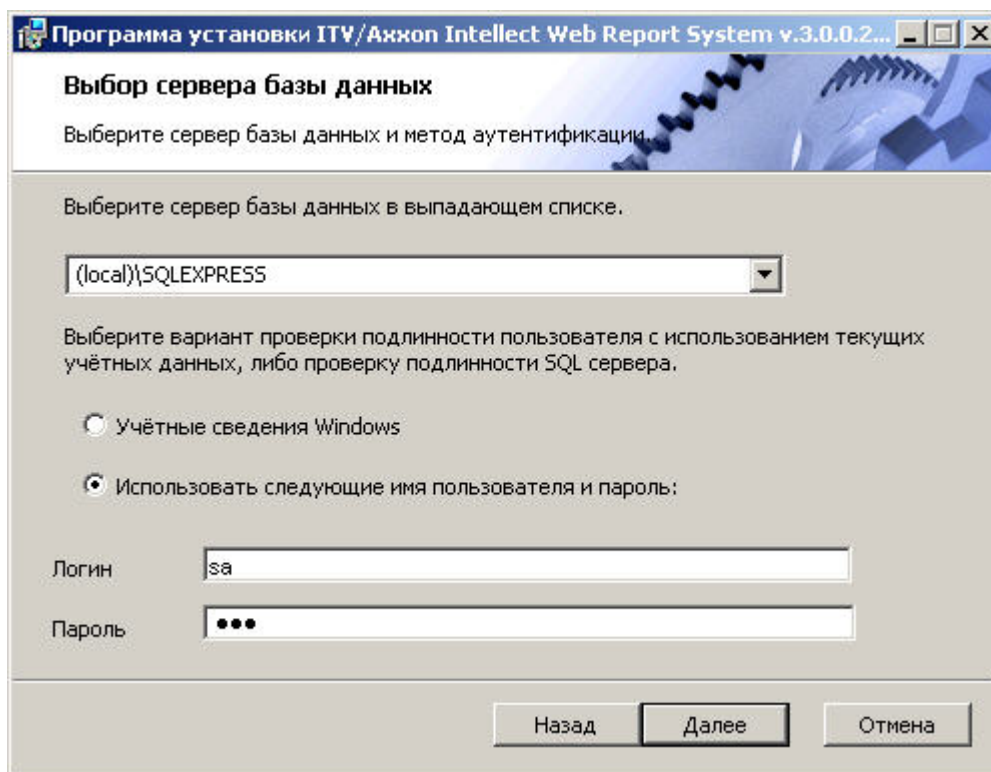 Программа установки ITV/Axxon Intellect Web Report System v.3.0.0.2...
Выбор сервера базы данных
Выберите сервер базы данных и метод аутентификации.
Выберите сервер базы данных в выпадающем списке.
(local)\SQLEXPRESS
Выберите вариант проверки подлинности пользователя с использованием текущих
учётных данных, либо проверку подлинности SQL сервера.
Учётные сведения Windows
Использовать следующие имя пользователя и пароль:
Логин
sa
Пароль
●●●
Назад
Далее
Отмена